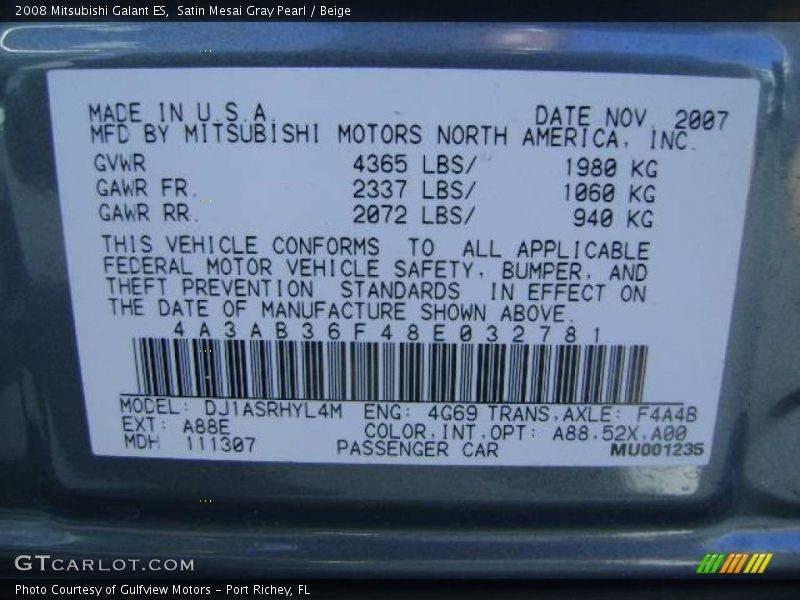 2008 Mitsubishi Galant ES, Satin Mesai Gray Pearl / Beige
MADE IN U.S.A. DATE NOV. 2007
MFD BY MITSUBISHI MOTORS NORTH AMERICA, INC.
GVWR 4365 LBS/ 1980 KG
GAWR FR. 2337 LBS/ 1060 KG
GAWR RR. 2072 LBS/ 940 KG
THIS VEHICLE CONFORMS TO ALL APPLICABLE
FEDERAL MOTOR VEHICLE SAFETY, BUMPER, AND
THEFT PREVENTION STANDARDS IN EFFECT ON
THE DATE OF MANUFACTURE SHOWN ABOVE.
4A3AB36F48E032781
MODEL: DJ1ASRHYL4M ENG: 4G69 TRANS.AXLE: F4A4B
EXT: A88E COLOR.INT.OPT: A88.52X.A00
MDH 111307 PASSENGER CAR MU001235
GTCARLOT.COM
Photo Courtesy of Gulfview Motors - Port Richey, FL